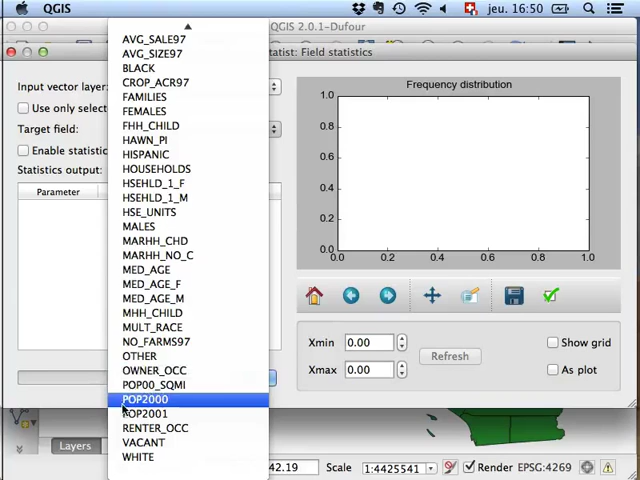 QGIS
jeu. 16:50
QGIS 2.0.1-Dufour
tatist: Field statistics
Input vector layer:
Use only select
Target field:
Enable statistic
Statistics output:
Parameter
AVG_SALE97
AVG_SIZE97
BLACK
CROP_ACR97
FAMILIES
FEMALES
FHH_CHILD
HAWN_PI
HISPANIC
HOUSEHOLDS
HSEHLD_1_F
HSEHLD_1_M
HSE_UNITS
MALES
MARHH_CHD
MARHH_NO_C
MED_AGE
MED_AGE_F
MED_AGE_M
MHH_CHILD
MULT_RACE
NO_FARMS97
OTHER
OWNER_OCC
POP00_SQMI
POP2000
POP2001
RENTER_OCC
VACANT
WHITE
Frequency distribution
1.0
0.8
0.6
0.4
0.2
0.0
0.0 0.2 0.4 0.6 0.8 1.0
Xmin 0.00
Xmax 0.00
Refresh
Show grid
As plot
Layers
42.19
Scale 1:4425541
Render
EPSG:4269